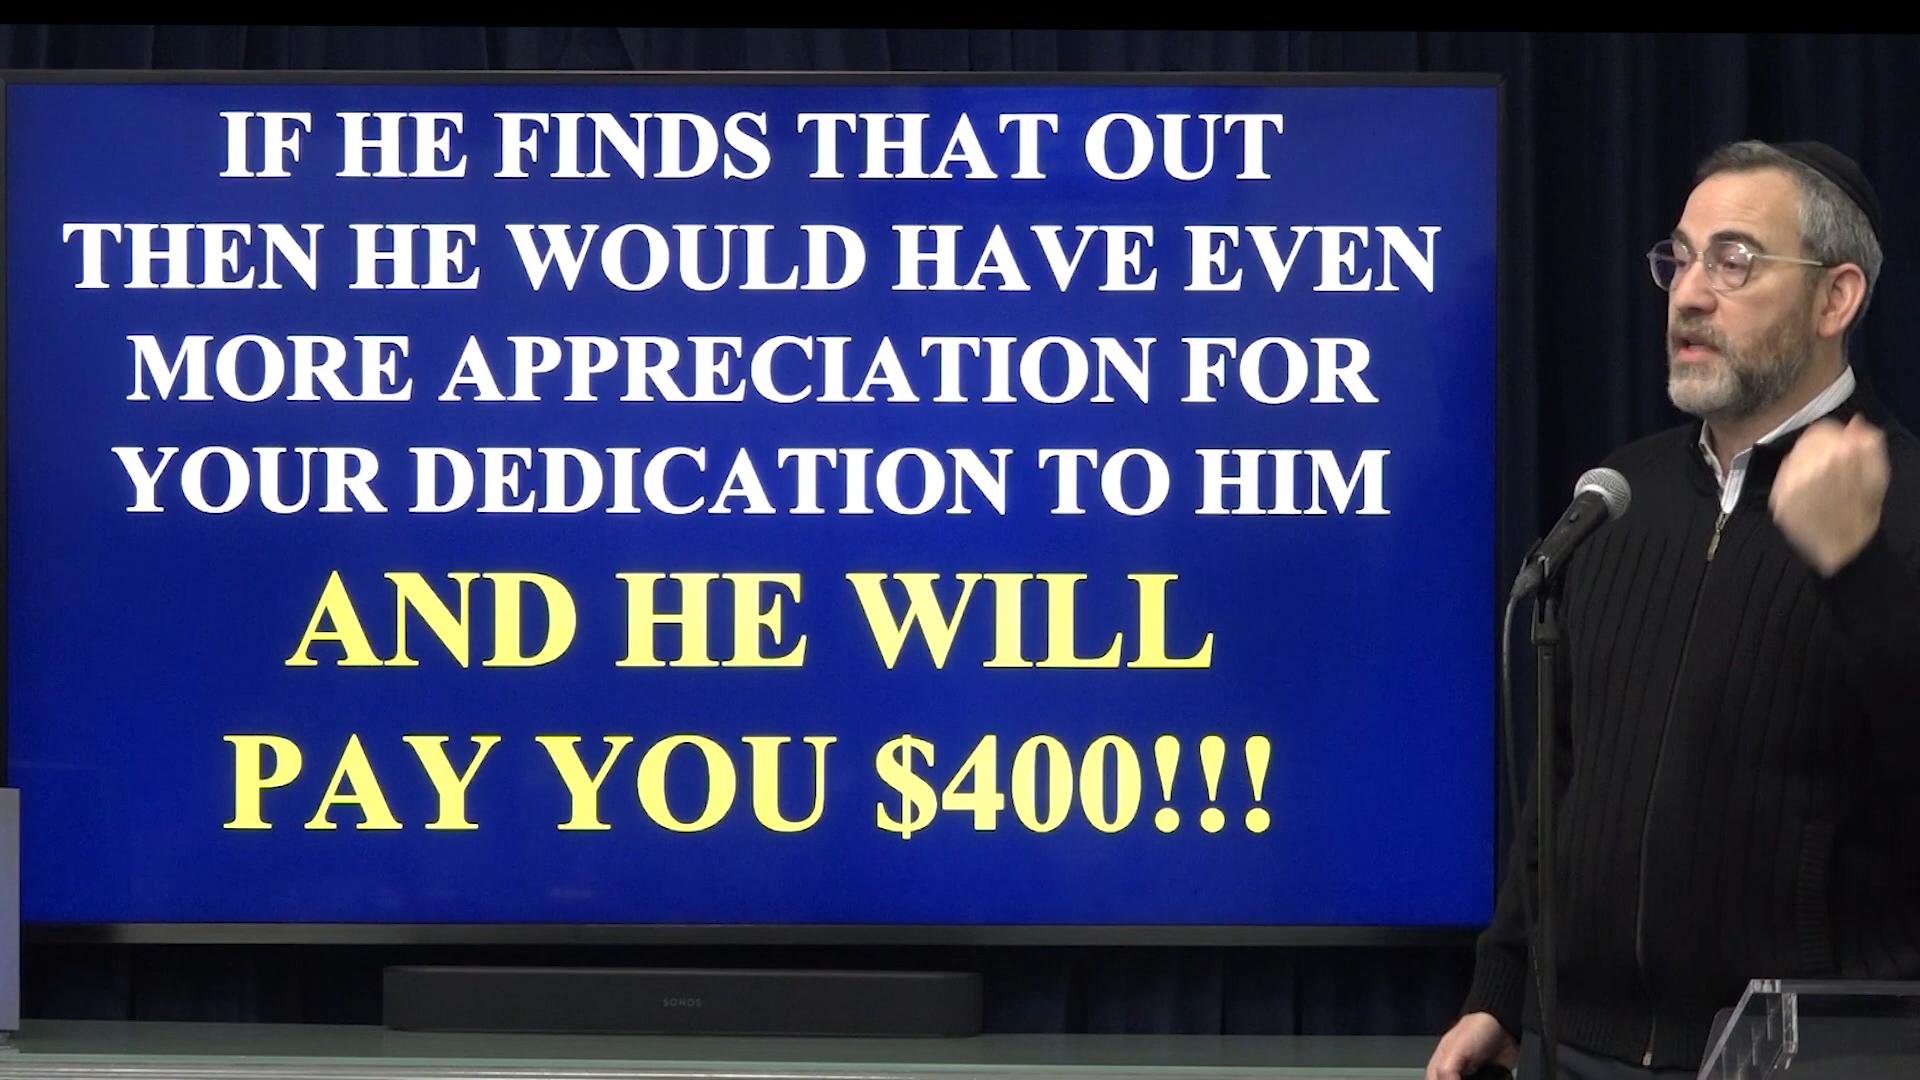 IF HE FINDS THAT OUT
THEN HE WOULD HAVE EVEN
MORE APPRECIATION FOR
YOUR DEDICATION TO HIM
AND HE WILL
PAY YOU $400!!!
SONOS